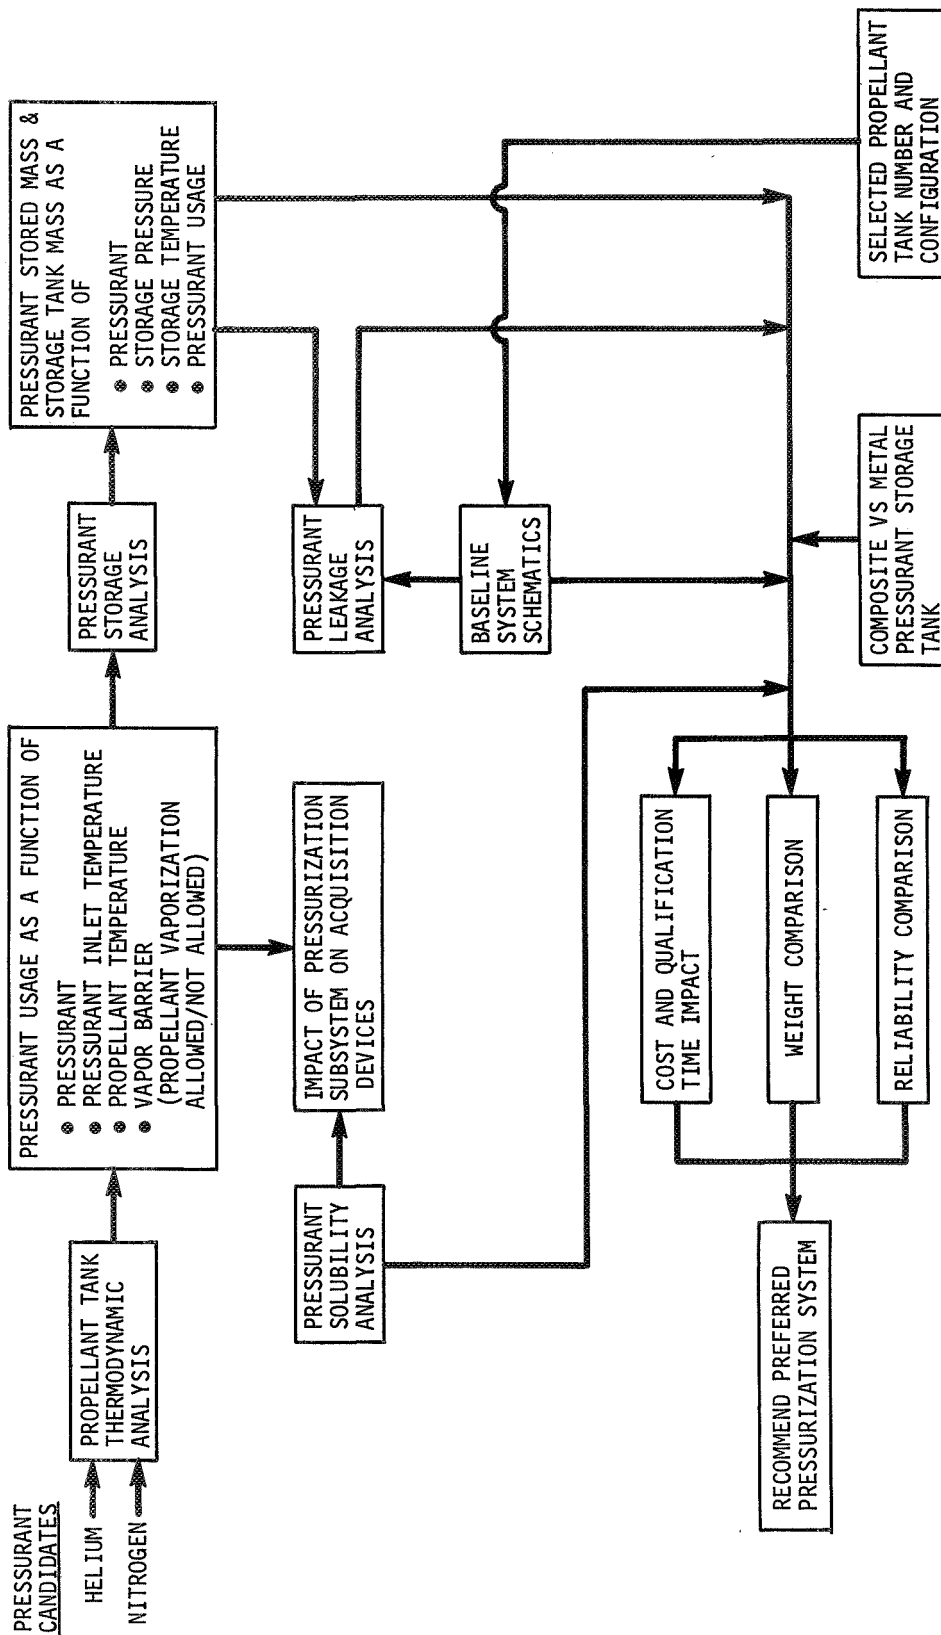 PRESSURANT
CANDIDATES
HELIUM
NITROGEN
PROPELLANT TANK
THERMODYNAMIC
ANALYSIS
PRESSURANT USAGE AS A FUNCTION OF
• PRESSURANT
• PRESSURANT INLET TEMPERATURE
• PROPELLANT TEMPERATURE
• VAPOR BARRIER
(PROPELLANT VAPORIZATION
ALLOWED/NOT ALLOWED)
PRESSURANT
STORAGE
ANALYSIS
PRESSURANT STORED MASS &
STORAGE TANK MASS AS A
FUNCTION OF
• PRESSURANT
• STORAGE PRESSURE
• STORAGE TEMPERATURE
• PRESSURANT USAGE
PRESSURANT
SOLUBILITY
ANALYSIS
IMPACT OF PRESSURIZATION
SUBSYSTEM ON ACQUISITION
DEVICES
PRESSURANT
LEAKAGE
ANALYSIS
BASELINE
SYSTEM
SCHEMATICS
COST AND QUALIFICATION
TIME IMPACT
WEIGHT COMPARISON
RELIABILITY COMPARISON
RECOMMEND PREFERRED
PRESSURIZATION SYSTEM
COMPOSITE VS METAL
PRESSURANT STORAGE
TANK
SELECTED PROPELLANT
TANK NUMBER AND
CONFIGURATION